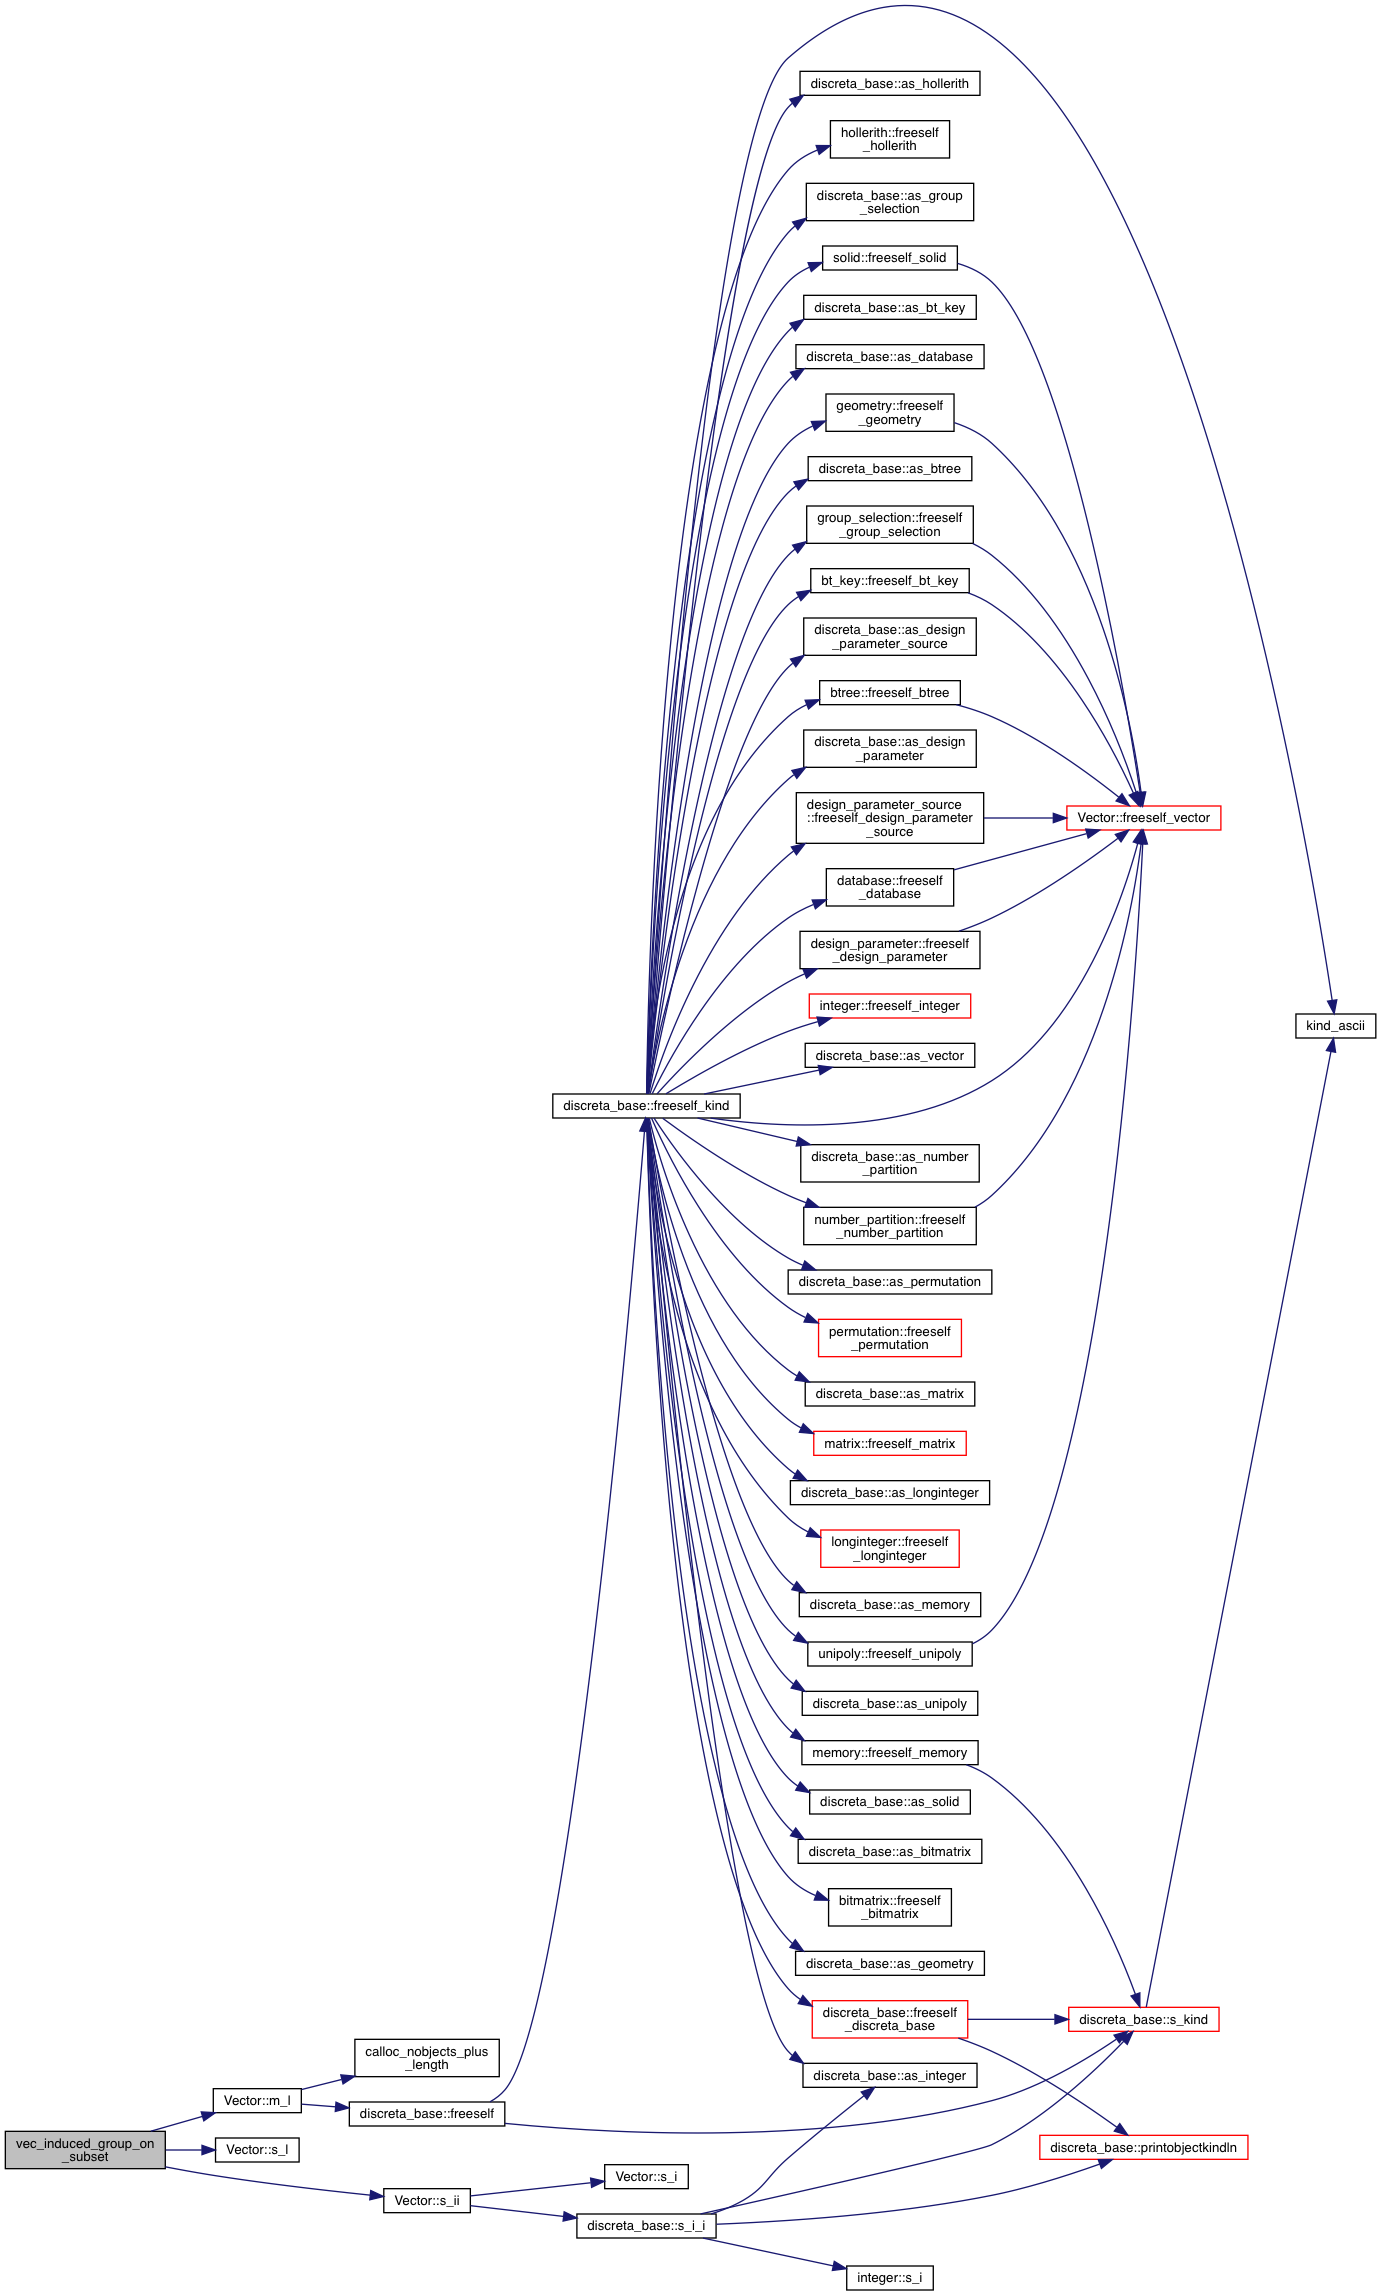 discreta_base::as_hollerith
hollerith::freeself
_hollerith
discreta_base::as_group
_selection
solid::freeself_solid
discreta_base::as_bt_key
discreta_base::as_database
geometry::freeself
_geometry
discreta_base::as_btree
group_selection::freeself
_group_selection
bt_key::freeself_bt_key
discreta_base::as_design
_parameter_source
btree::freeself_btree
discreta_base::as_design
_parameter
design_parameter_source
::freeself_design_parameter
_source
Vector::freeself_vector
database::freeself
_database
design_parameter::freeself
_design_parameter
integer::freeself_integer
kind_ascii
discreta_base::as_vector
discreta_base::freeself_kind
discreta_base::as_number
_partition
number_partition::freeself
_number_partition
discreta_base::as_permutation
permutation::freeself
_permutation
discreta_base::as_matrix
matrix::freeself_matrix
discreta_base::as_longinteger
longinteger::freeself
_longinteger
discreta_base::as_memory
unipoly::freeself_unipoly
discreta_base::as_unipoly
memory::freeself_memory
discreta_base::as_solid
discreta_base::as_bitmatrix
bitmatrix::freeself
_bitmatrix
discreta_base::as_geometry
discreta_base::freeself
_discreta_base
discreta_base::s_kind
calloc_nobjects_plus
_length
discreta_base::as_integer
Vector::m_l
discreta_base::freeself
vec_induced_group_on
_subset
Vector::s_l
discreta_base::printobjectkindln
Vector::s_i
Vector::s_ii
discreta_base::s_i_i
integer::s_i